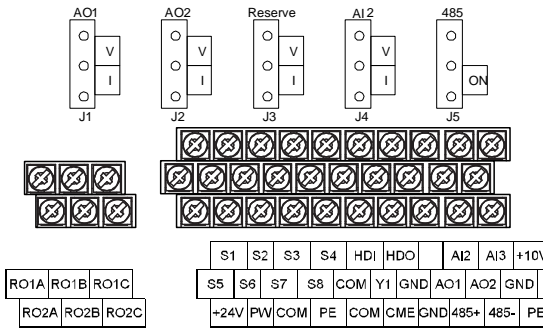 AO1 AO2 Reserve AI2 485
V V V V
I I I I ON
J1 J2 J3 J4 J5
S1 S2 S3 S4 HDI HDO AI2 AI3 +10V
RO1A RO1B RO1C S5 S6 S7 S8 COM Y1 GND AO1 AO2 GND
RO2A RO2B RO2C +24V PW COM PE COM CME GND 485+ 485- PE